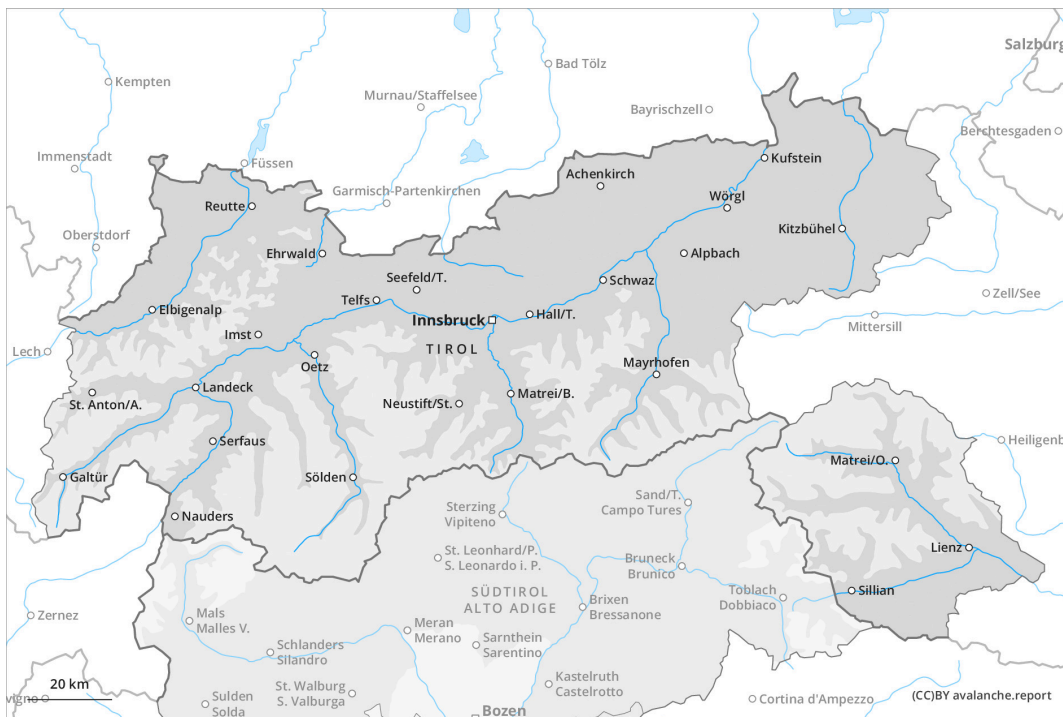 Salzburg
Kempten
Bad Tölz
Murnau/Staffelsee
Bayrischzell
Berchtesgaden
Immenstadt
Füssen
Kufstein
Garmisch-Partenkirchen
Achenkirch
Reutte
Wörgl
Oberstdorf
Kitzbühel
Ehrwald
Alpbach
Seefeld/T.
Schwaz
Zell/See
Telfs
Elbigenalp
Innsbruck
Hall/T.
Mittersill
Imst
TIROL
Lech
Oetz
Mayrhofen
Landeck
St. Anton/A.
Neustift/St.
Matrei/B.
Serfaus
Heiligenb
Matrei/O.
Galtür
Sölden
Sand/T.
Campo Tures
Sterzing
Vipiteno
Nauders
Lienz
St. Leonhard/P.
S. Leonardo i. P.
Bruneck
Brunico
SÜDTIROL
ALTO ADIGE
Toblach
Dobbiaco
Sillian
Brixen
Bressanone
Zernez
Mals
Malles V.
Meran
Merano
Sarnthein
Sarentino
Schlanders
Silandro
Kastelruth
Castelrotto
20 km
St. Walburg
S. Valburga
vigno
Sulden
Solda
Cortina d'Ampezzo
(CC)BY avalanche.report
Bozen